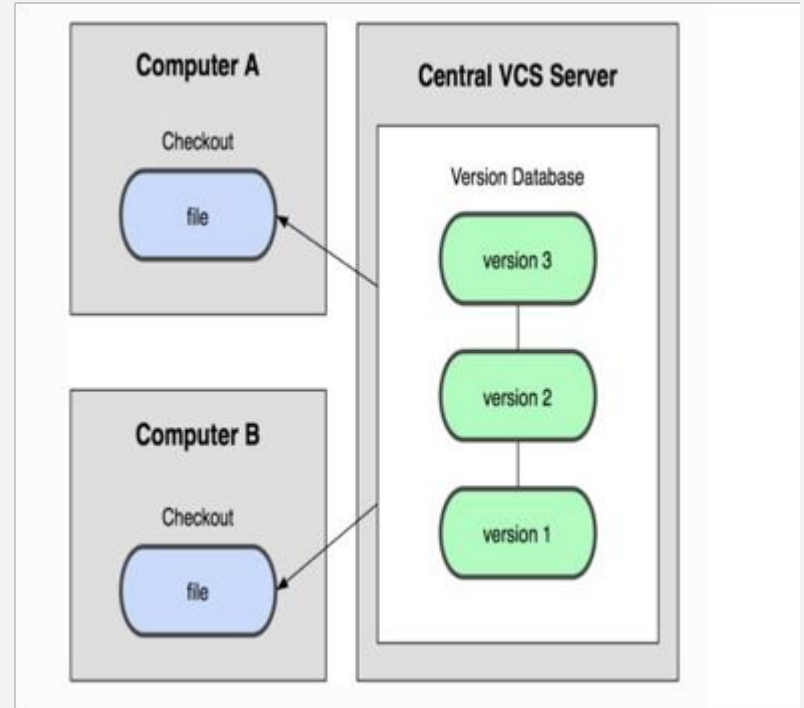 Computer A
Checkout
file
Computer B
Checkout
file
Central VCS Server
Version Database
version 3
version 2
version 1